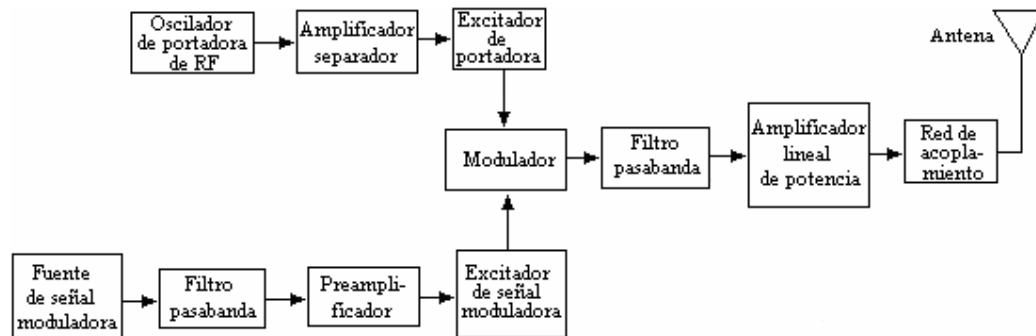 Oscilador
de portadora
de RF
Amplificador
separador
Excitador
de
portadora
Antena
Modulador
Filtro
pasabanda
Amplificador
lineal
de potencia
Red de
acopla-
miento
Fuente
de señal
moduladora
Filtro
pasabanda
Preampli-
ficador
Excitador
de señal
moduladora